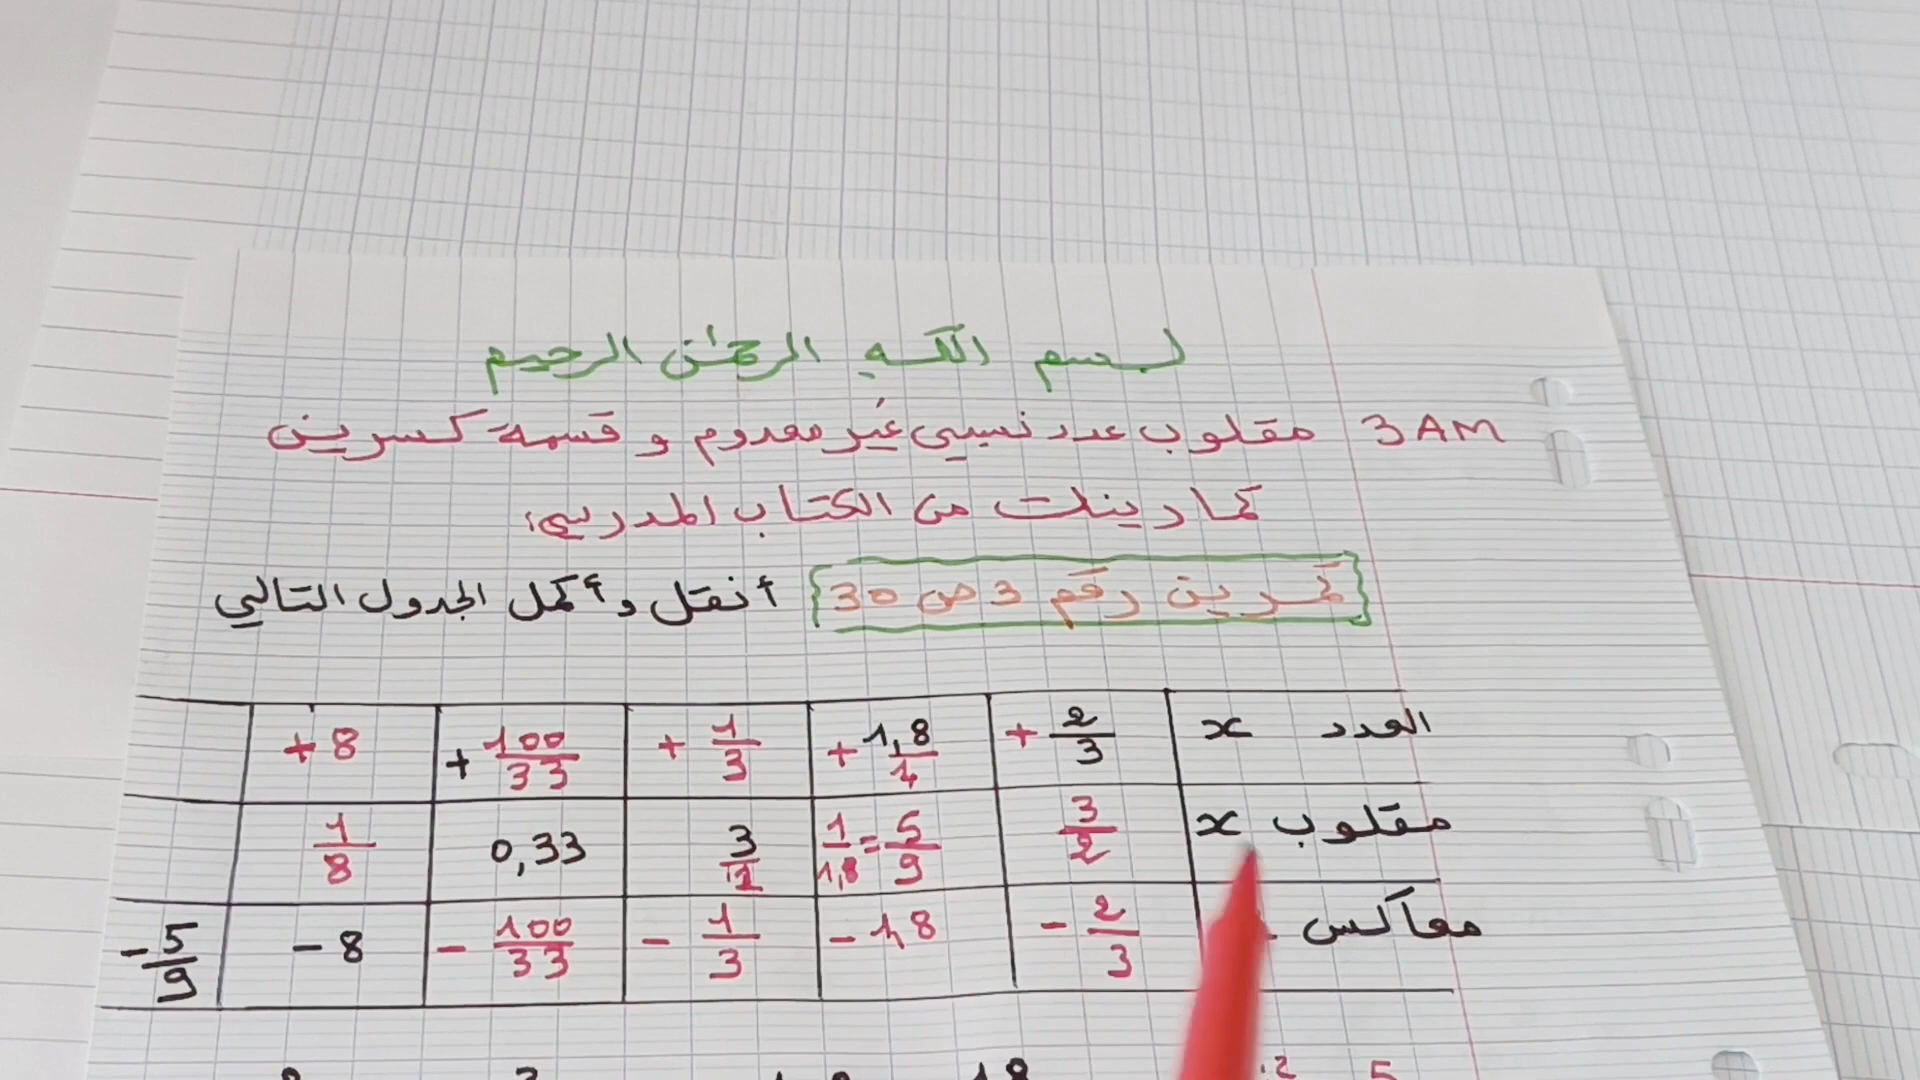 بسم الله الرحمٰن الرحيم
3AM مقلوب عدد نسبي غير معدوم و قسمة كسرين
تمارينات من الكتاب المدرسي،
تمرين رقم 3 ص 30 أنقل و أكمل الجدول التالي
العدد x + 2/3 + 1,8/1 + 1/3 + 100/33 + 8
مقلوب x 3/2 1/1,8 = 5/9 3/1 0,33 1/8
معاكس - 2/3 - 1,8 - 1/3 - 100/33 - 8 - 5/9